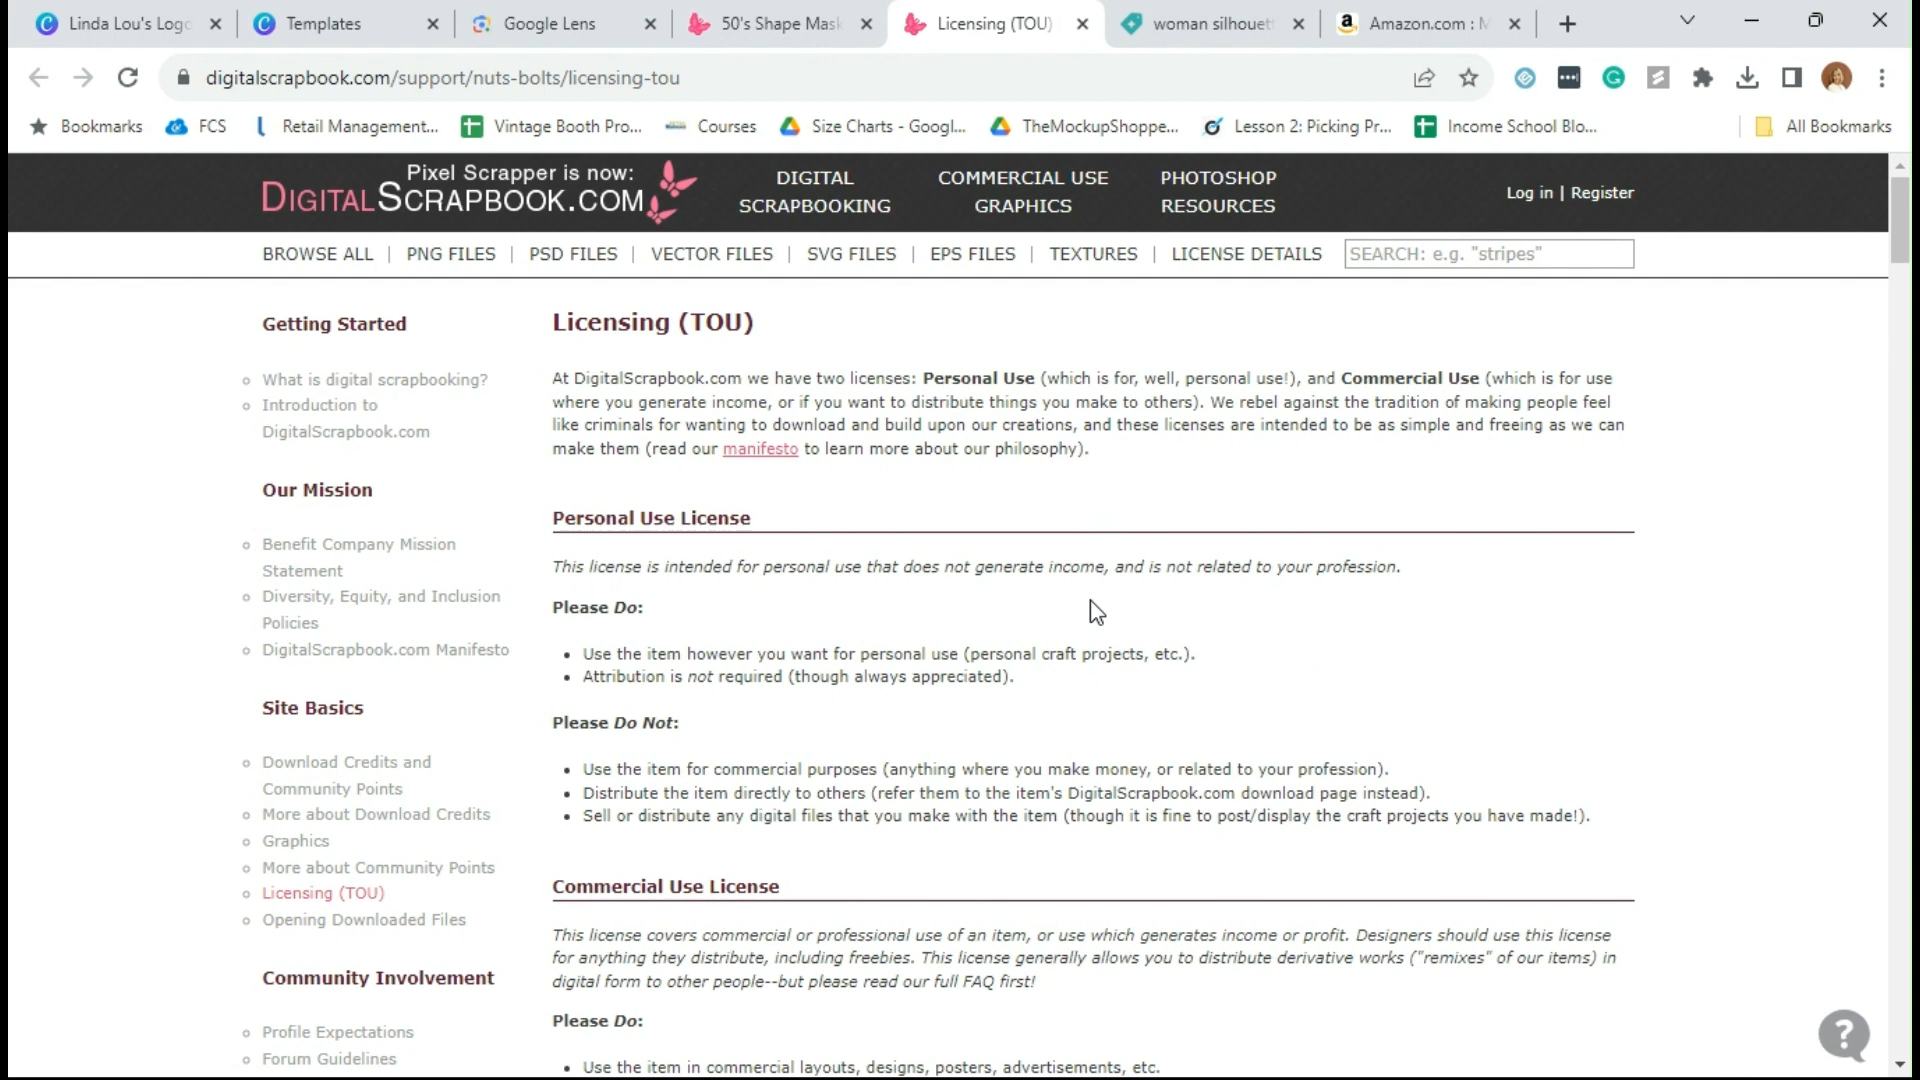 Linda Lou's Logo
Templates
Google Lens
50's Shape Mask
Licensing (TOU)
woman silhouet
Amazon.com : M
digitalscrapbook.com/support/nuts-bolts/licensing-tou
Bookmarks
FCS
Retail Management...
Vintage Booth Pro...
Courses
Size Charts - Googl...
TheMockupShoppe...
Lesson 2: Picking Pr...
Income School Blo...
All Bookmarks
Pixel Scrapper is now:
DIGITALSCRAPBOOK.COM
DIGITAL
SCRAPBOOKING
COMMERCIAL USE
GRAPHICS
PHOTOSHOP
RESOURCES
Log in | Register
BROWSE ALL | PNG FILES | PSD FILES | VECTOR FILES | SVG FILES | EPS FILES | TEXTURES | LICENSE DETAILS
SEARCH: e.g. "stripes"
Getting Started
What is digital scrapbooking?
Introduction to
DigitalScrapbook.com
Our Mission
Benefit Company Mission
Statement
Diversity, Equity, and Inclusion
Policies
DigitalScrapbook.com Manifesto
Site Basics
Download Credits and
Community Points
More about Download Credits
Graphics
More about Community Points
Licensing (TOU)
Opening Downloaded Files
Community Involvement
Profile Expectations
Forum Guidelines
Licensing (TOU)
At DigitalScrapbook.com we have two licenses: Personal Use (which is for, well, personal use!), and Commercial Use (which is for use
where you generate income, or if you want to distribute things you make to others). We rebel against the tradition of making people feel
like criminals for wanting to download and build upon our creations, and these licenses are intended to be as simple and freeing as we can
make them (read our manifesto to learn more about our philosophy).
Personal Use License
This license is intended for personal use that does not generate income, and is not related to your profession.
Please Do:
• Use the item however you want for personal use (personal craft projects, etc.).
• Attribution is not required (though always appreciated).
Please Do Not:
• Use the item for commercial purposes (anything where you make money, or related to your profession).
• Distribute the item directly to others (refer them to the item's DigitalScrapbook.com download page instead).
• Sell or distribute any digital files that you make with the item (though it is fine to post/display the craft projects you have made!).
Commercial Use License
This license covers commercial or professional use of an item, or use which generates income or profit. Designers should use this license
for anything they distribute, including freebies. This license generally allows you to distribute derivative works ("remixes" of our items) in
digital form to other people--but please read our full FAQ first!
Please Do:
• Use the item in commercial layouts, designs, posters, advertisements, etc.